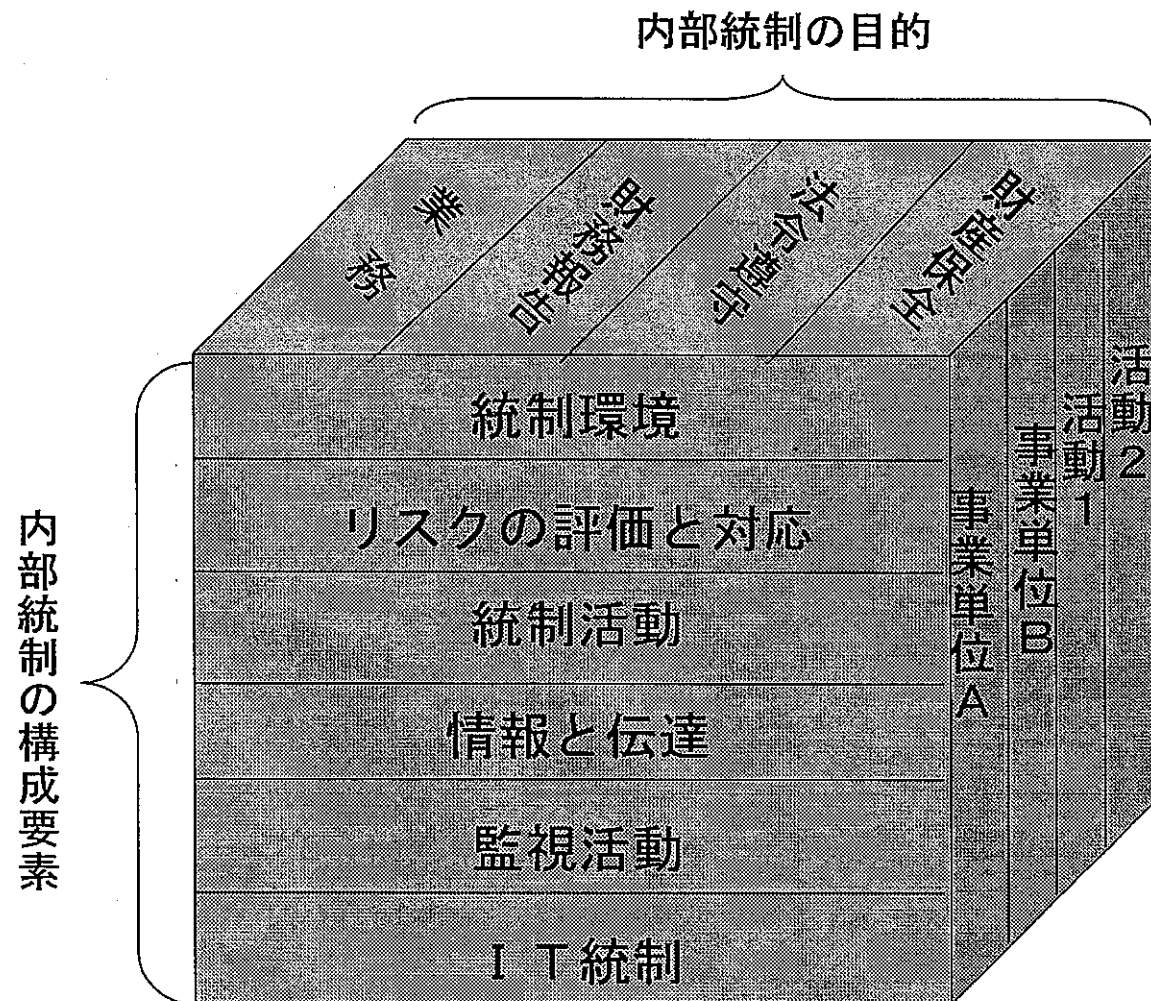 内部統制の目的
業務
財務報告
法令遵守
財産保全
内部統制の構成要素
統制環境
リスクの評価と対応
統制活動
情報と伝達
監視活動
IT統制
事業単位A
事業単位B
活動1
活動2